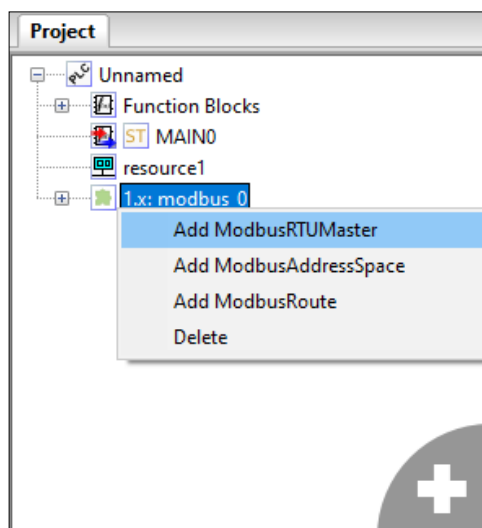 Project
Unnamed
Function Blocks
ST MAIN0
resource1
1.x: modbus_0
Add ModbusRTUMaster
Add ModbusAddressSpace
Add ModbusRoute
Delete